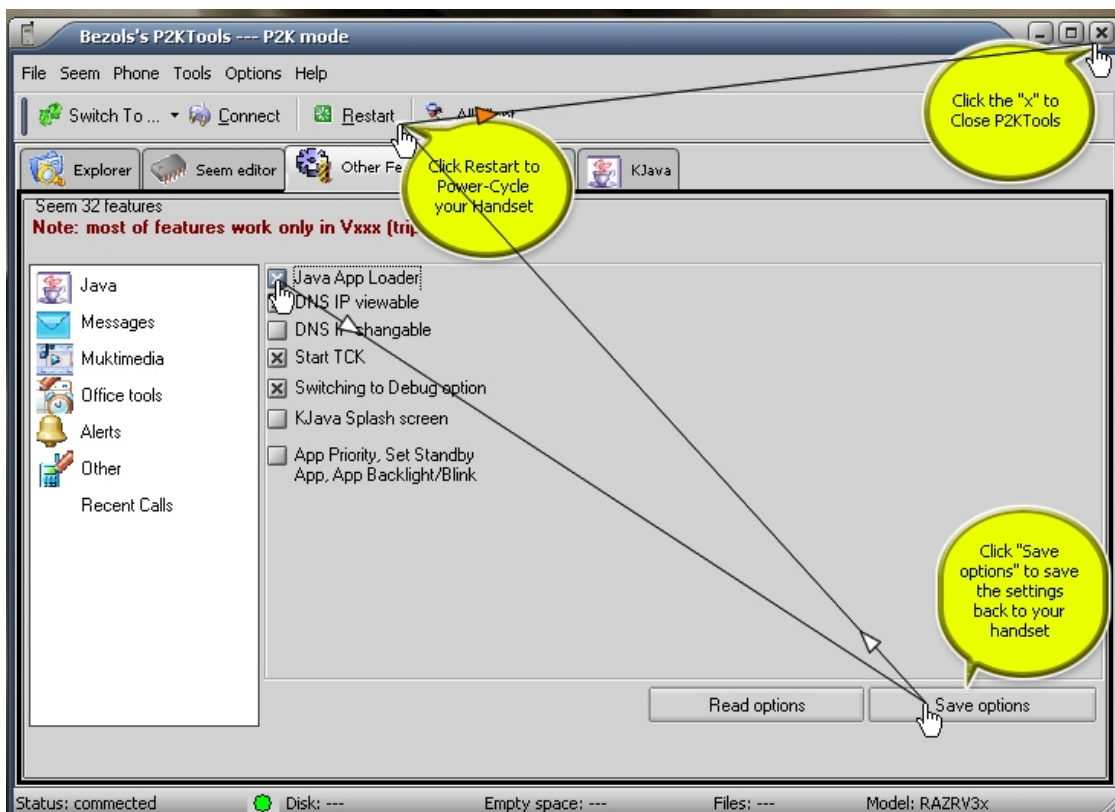 Bezols's P2KTools --- P2K mode
File Seem Phone Tools Options Help
Switch To ... Connect Restart
Click the "x" to
Close P2KTools
Explorer Seem editor Other Fe KJava
Click Restart to
Power-Cycle
your Handset
Seem 32 features
Note: most of features work only in Vxxx (trip
Java
Messages
Muktimedia
Office tools
Alerts
Other
Recent Calls
Java App Loader
DNS IP viewable
DNS changable
Start TCK
Switching to Debug option
KJava Splash screen
App Priority, Set Standby
App, App Backlight/Blink
Click "Save
options" to save
the settings
back to your
handset
Read options Save options
Status: commected Disk: --- Empty space: --- Files: --- Model: RAZRV3x